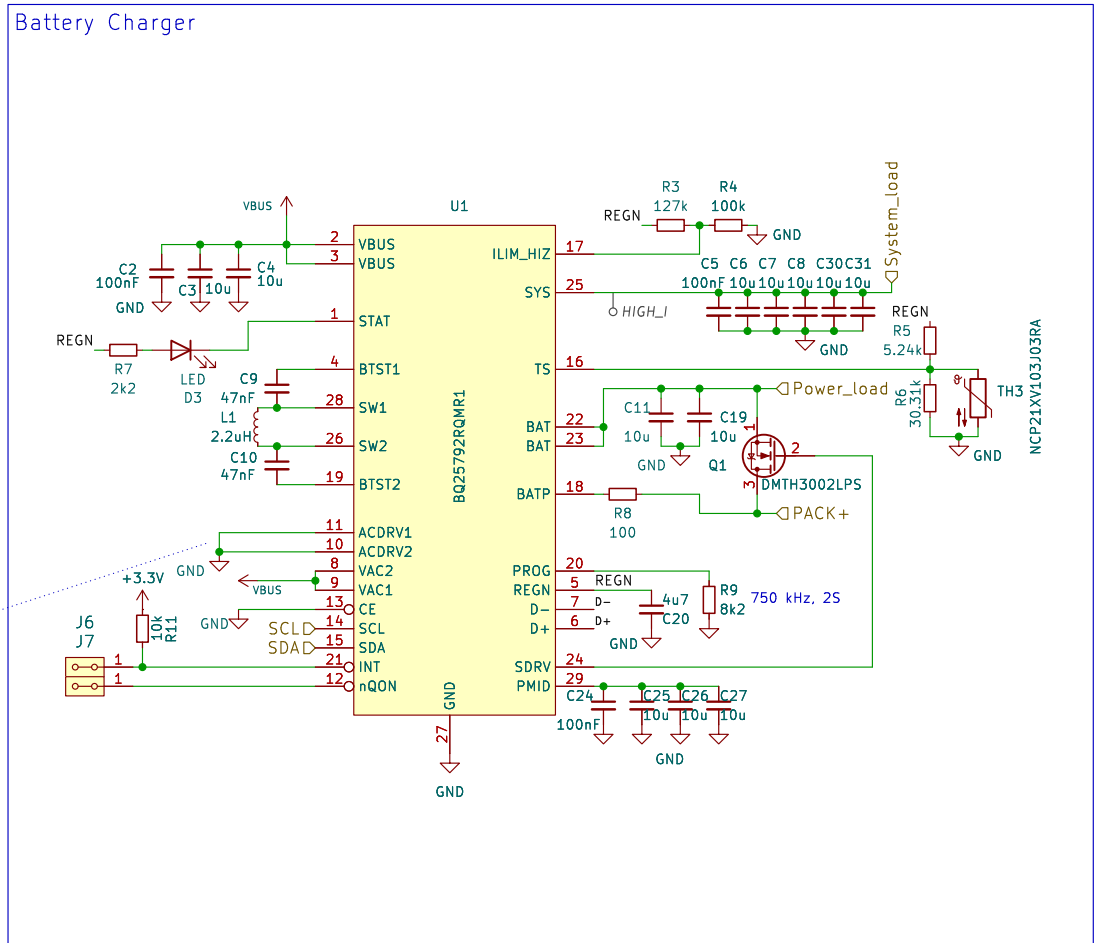 Battery Charger
U1
BQ25792RQMR1
VBUS
2 VBUS
3 VBUS
C2
100nF
C3
10u
C4
10u
GND
1 STAT
REGN
R7
2k2
LED
D3
4 BTST1
C9
47nF
28 SW1
L1
2.2uH
26 SW2
C10
47nF
19 BTST2
11 ACDRV1
10 ACDRV2
GND
8 VAC2
9 VAC1
VBUS
13 CE
GND
14 SCL
SCL
15 SDA
SDA
21 INT
12 nQON
+3.3V
10k
R11
J6
J7
1
1
GND
27
GND
ILIM_HIZ 17
REGN
R3
127k
R4
100k
GND
SYS 25
HIGH_I
C5
100nF
C6
10u
C7
10u
C8
10u
C30
10u
C31
10u
GND
System_load
TS 16
REGN
R5
5.24k
R6
30.31k
θ
TH3
NCP21XV103J03RA
GND
BAT 22
BAT 23
Power_load
C11
10u
C19
10u
GND
1
2
3
Q1
DMTH3002LPS
BATP 18
R8
100
PACK+
PROG 20
R9
8k2
750 kHz, 2S
REGN 5
REGN
4u7
C20
GND
D- 7
D-
D+ 6
D+
SDRV 24
PMID 29
C24
100nF
C25
10u
C26
10u
C27
10u
GND